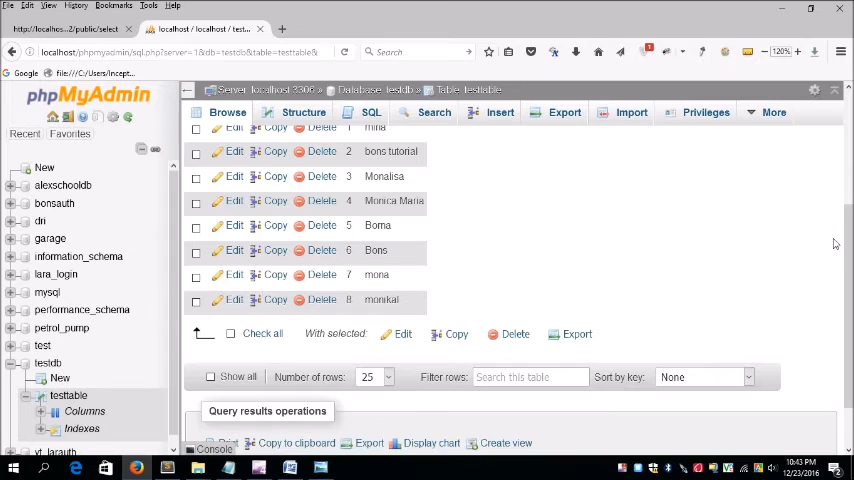 File Edit View History Bookmarks Tools Help
http://localhos...2/public/select × localhost / localhost / test... × +
localhost/phpmyadmin/sql.php?server=1&db=testdb&table=testtable& Search 1 120%
Google file:///C:/Users/Incept...
phpMyAdmin
Recent Favorites
New
alexschooldb
bonsauth
dri
garage
information_schema
lara_login
mysql
performance_schema
petrol_pump
test
testdb
New
testtable
Columns
Indexes
Server: localhost:3306 » Database: testdb » Table: testtable
Browse Structure SQL Search Insert Export Import Privileges More
Edit Copy Delete 1 mina
Edit Copy Delete 2 bons tutorial
Edit Copy Delete 3 Monalisa
Edit Copy Delete 4 Monica Maria
Edit Copy Delete 5 Borna
Edit Copy Delete 6 Bons
Edit Copy Delete 7 mona
Edit Copy Delete 8 monikal
Check all With selected: Edit Copy Delete Export
Show all Number of rows: 25 Filter rows: Search this table Sort by key: None
Query results operations
Print Copy to clipboard Export Display chart Create view
Console
10:43 PM
12/23/2016